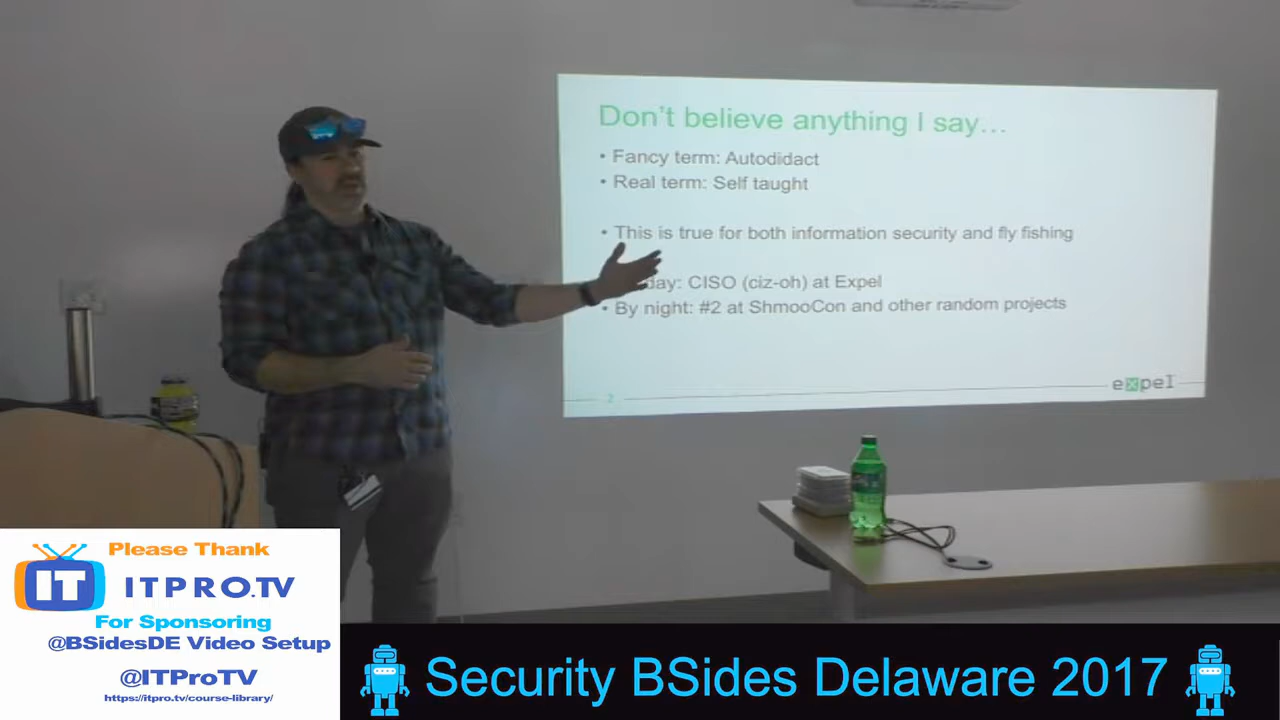 Don't believe anything I say...
• Fancy term: Autodidact
• Real term: Self taught
• This is true for both information security and fly fishing
day: CISO (ciz-oh) at Expel
• By night: #2 at ShmooCon and other random projects
2
expel
Please Thank
IT ITPRO.TV
For Sponsoring
@BSidesDE Video Setup
@ITProTV
https://itpro.tv/course-library/
Security BSides Delaware 2017